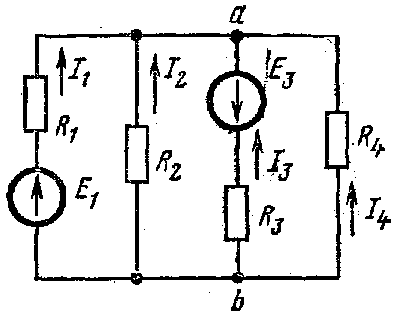 a
I₁
I₂
E₃
R₁
R₂
I₃
R₄
E₁
R₃
I₄
b